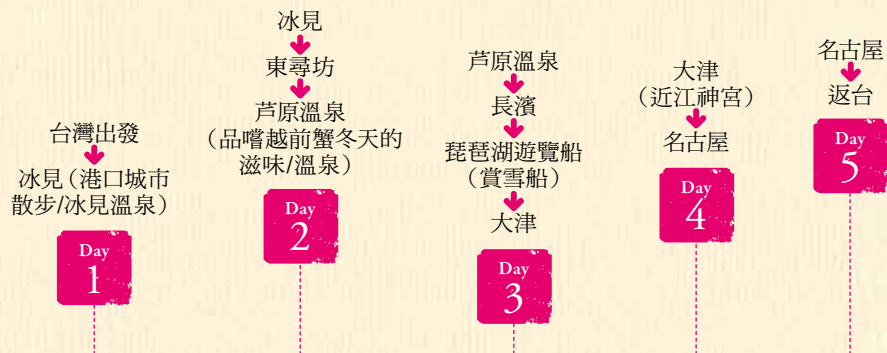 台灣出發
冰見（港口城市
散步/冰見溫泉）
Day
1
冰見
東尋坊
芦原溫泉
（品嚐越前蟹冬天的
滋味/溫泉）
Day
2
芦原溫泉
長濱
琵琶湖遊覽船
（賞雪船）
大津
Day
3
大津
（近江神宮）
名古屋
Day
4
名古屋
返台
Day
5